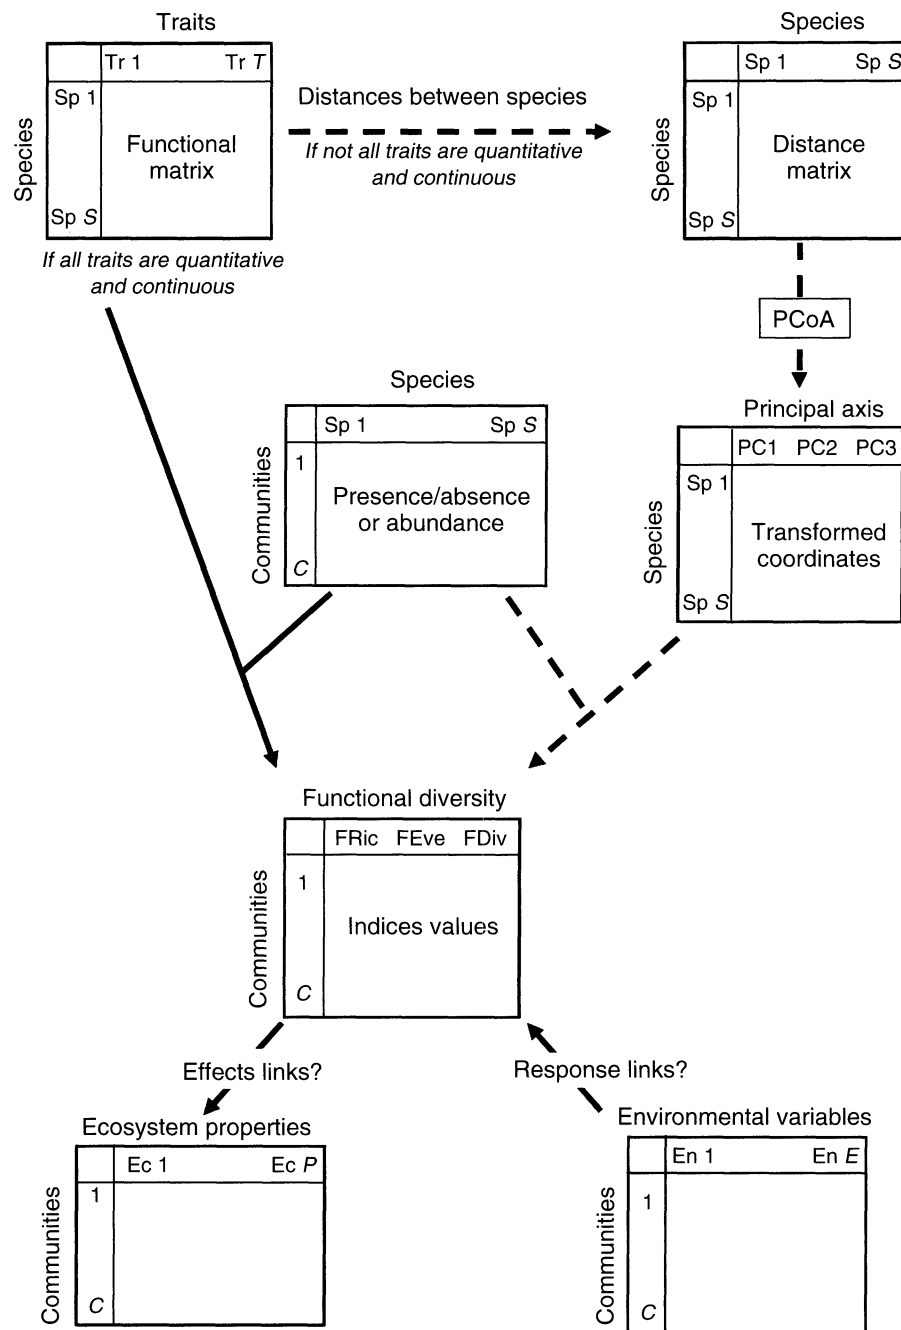 Traits
Tr 1 Tr T
Species
Sp 1
Functional
matrix
Sp S
If all traits are quantitative
and continuous
Distances between species
If not all traits are quantitative
and continuous
Species
Sp 1 Sp S
Species
Sp 1
Distance
matrix
Sp S
PCoA
Principal axis
PC1 PC2 PC3
Species
Sp 1
Transformed
coordinates
Sp S
Species
Sp 1 Sp S
Communities
1
Presence/absence
or abundance
C
Functional diversity
FRic FEve FDiv
Communities
1
Indices values
C
Effects links?
Response links?
Ecosystem properties
Ec 1 Ec P
Communities
1
C
Environmental variables
En 1 En E
Communities
1
C